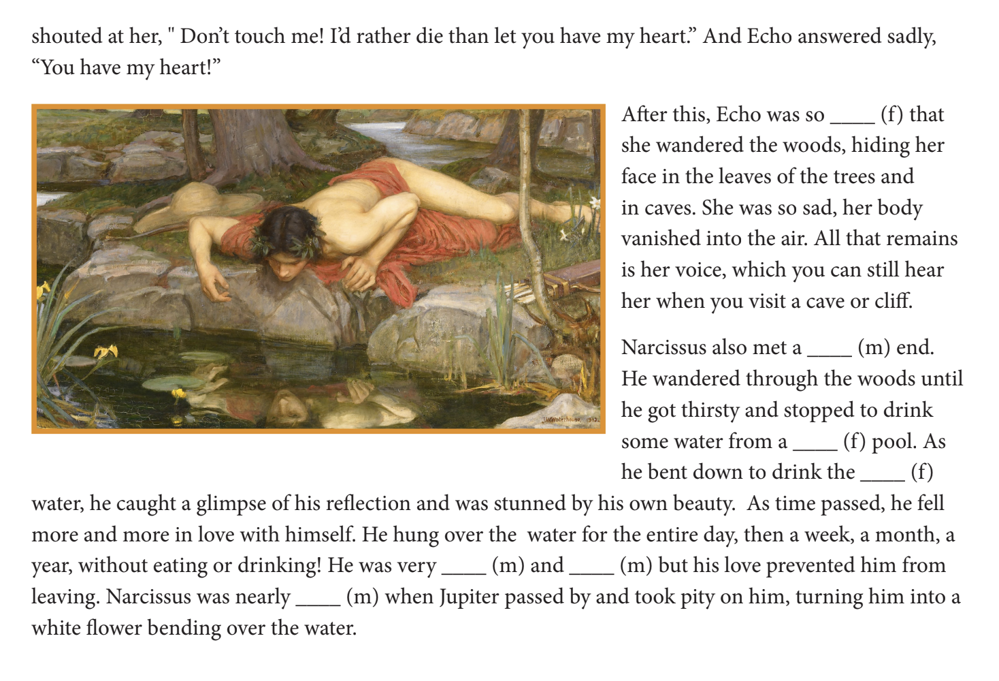 shouted at her, " Don’t touch me! I’d rather die than let you have my heart.” And Echo answered sadly,
“You have my heart!”
After this, Echo was so ____ (f) that
she wandered the woods, hiding her
face in the leaves of the trees and
in caves. She was so sad, her body
vanished into the air. All that remains
is her voice, which you can still hear
her when you visit a cave or cliff.
Narcissus also met a ____ (m) end.
He wandered through the woods until
he got thirsty and stopped to drink
some water from a ____ (f) pool. As
he bent down to drink the ____ (f)
water, he caught a glimpse of his reflection and was stunned by his own beauty.  As time passed, he fell
more and more in love with himself. He hung over the  water for the entire day, then a week, a month, a
year, without eating or drinking! He was very ____ (m) and ____ (m) but his love prevented him from
leaving. Narcissus was nearly ____ (m) when Jupiter passed by and took pity on him, turning him into a
white flower bending over the water.
J.W. Waterhouse. 1903.